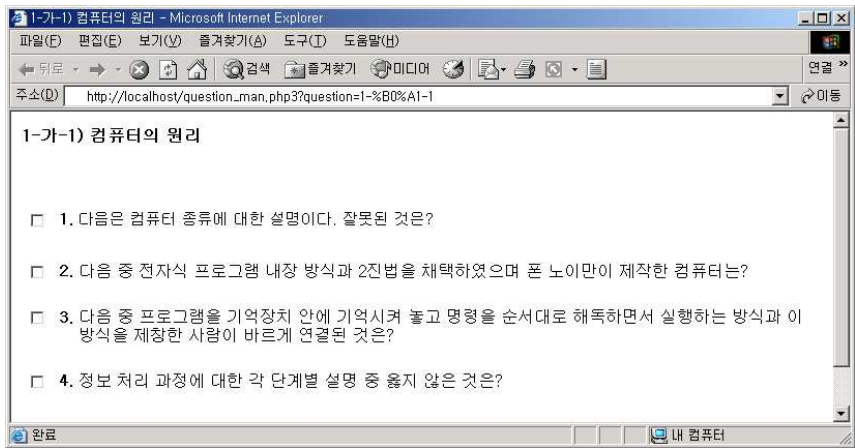 1-가-1) 컴퓨터의 원리 - Microsoft Internet Explorer
파일(F) 편집(E) 보기(V) 즐겨찾기(A) 도구(T) 도움말(H)
뒤로 검색 즐겨찾기 미디어 연결 »
주소(D) http://localhost/question_man.php3?question=1-%B0%A1-1 이동
1-가-1) 컴퓨터의 원리
1. 다음은 컴퓨터 종류에 대한 설명이다. 잘못된 것은?
2. 다음 중 전자식 프로그램 내장 방식과 2진법을 채택하였으며 폰 노이만이 제작한 컴퓨터는?
3. 다음 중 프로그램을 기억장치 안에 기억시켜 놓고 명령을 순서대로 해독하면서 실행하는 방식과 이
방식을 제창한 사람이 바르게 연결된 것은?
4. 정보 처리 과정에 대한 각 단계별 설명 중 옳지 않은 것은?
완료 내 컴퓨터